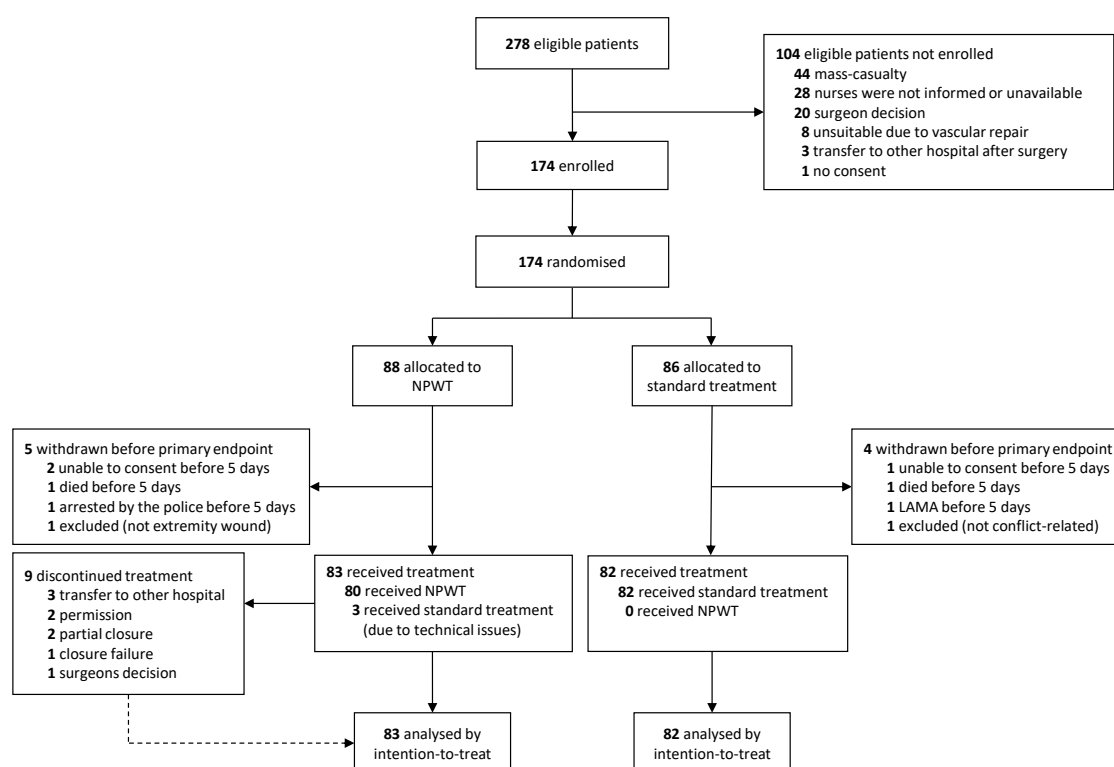 278 eligible patients
104 eligible patients not enrolled
44 mass-casualty
28 nurses were not informed or unavailable
20 surgeon decision
8 unsuitable due to vascular repair
3 transfer to other hospital after surgery
1 no consent
174 enrolled
174 randomised
88 allocated to
NPWT
86 allocated to
standard treatment
5 withdrawn before primary endpoint
2 unable to consent before 5 days
1 died before 5 days
1 arrested by the police before 5 days
1 excluded (not extremity wound)
4 withdrawn before primary endpoint
1 unable to consent before 5 days
1 died before 5 days
1 LAMA before 5 days
1 excluded (not conflict-related)
9 discontinued treatment
3 transfer to other hospital
2 permission
2 partial closure
1 closure failure
1 surgeons decision
83 received treatment
80 received NPWT
3 received standard treatment
(due to technical issues)
82 received treatment
82 received standard treatment
0 received NPWT
83 analysed by
intention-to-treat
82 analysed by
intention-to-treat